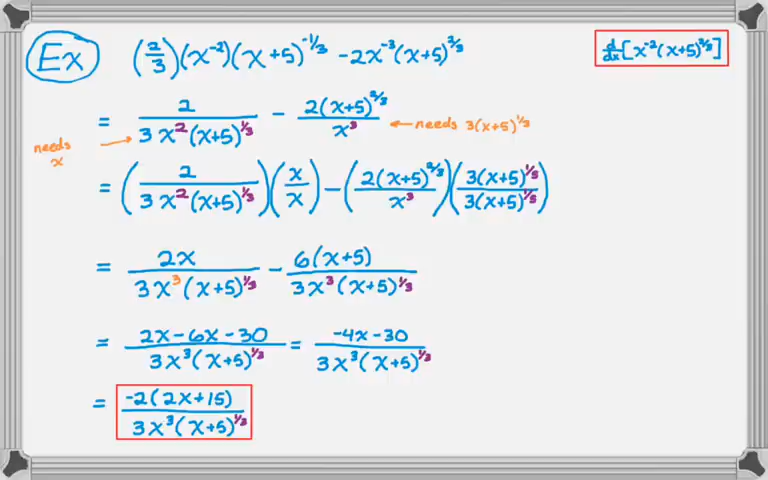 Ex (2/3)(x^-2)(x+5)^-1/3 - 2x^-3(x+5)^2/3
d/dx[x^-2(x+5)^2/3]
= 2/(3x^2(x+5)^1/3) - 2(x+5)^2/3/x^3 ← needs 3(x+5)^1/3
needs x →
= (2/(3x^2(x+5)^1/3))(x/x) - (2(x+5)^2/3/x^3)(3(x+5)^1/3/3(x+5)^1/3)
= 2x/(3x^3(x+5)^1/3) - 6(x+5)/(3x^3(x+5)^1/3)
= (2x-6x-30)/(3x^3(x+5)^1/3) = (-4x-30)/(3x^3(x+5)^1/3)
= -2(2x+15)/(3x^3(x+5)^1/3)